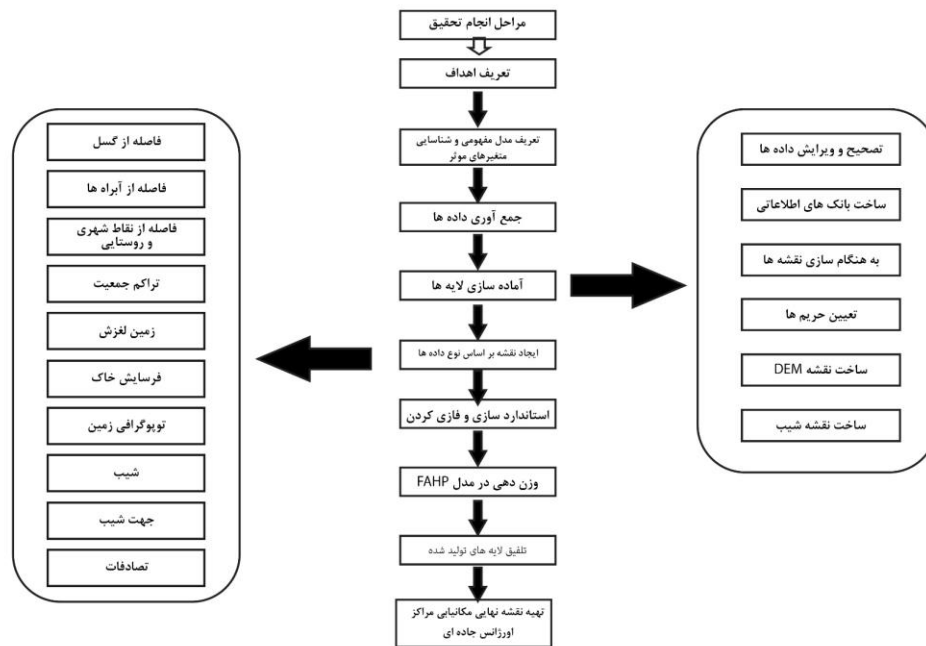 مراحل انجام تحقیق
تعریف اهداف
تعریف مدل مفهومی و شناسایی
متغیرهای موثر
جمع آوری داده ها
آماده سازی لایه ها
ایجاد نقشه بر اساس نوع داده ها
استاندارد سازی و فازی کردن
وزن دهی در مدل FAHP
تلفیق لایه های تولید شده
تهیه نقشه نهایی مکانیابی مراکز
اورژانس جاده ای
تصحیح و ویرایش داده ها
ساخت بانک های اطلاعاتی
به هنگام سازی نقشه ها
تعیین حریم ها
ساخت نقشه DEM
ساخت نقشه شیب
فاصله از گسل
فاصله از آبراه ها
فاصله از نقاط شهری
و روستایی
تراکم جمعیت
زمین لغزش
فرسایش خاک
توپوگرافی زمین
شیب
جهت شیب
تصادفات